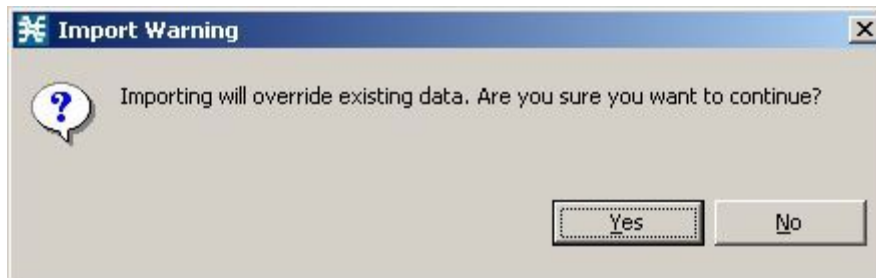 Import Warning
Importing will override existing data. Are you sure you want to continue?
Yes
No